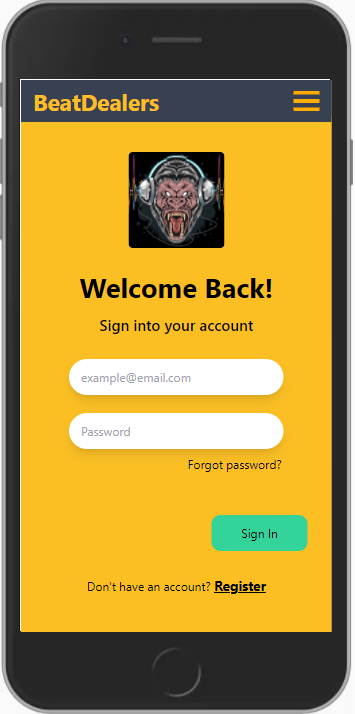 BeatDealers
Welcome Back!
Sign into your account
example@email.com
Password
Forgot password?
Sign In
Don't have an account? Register